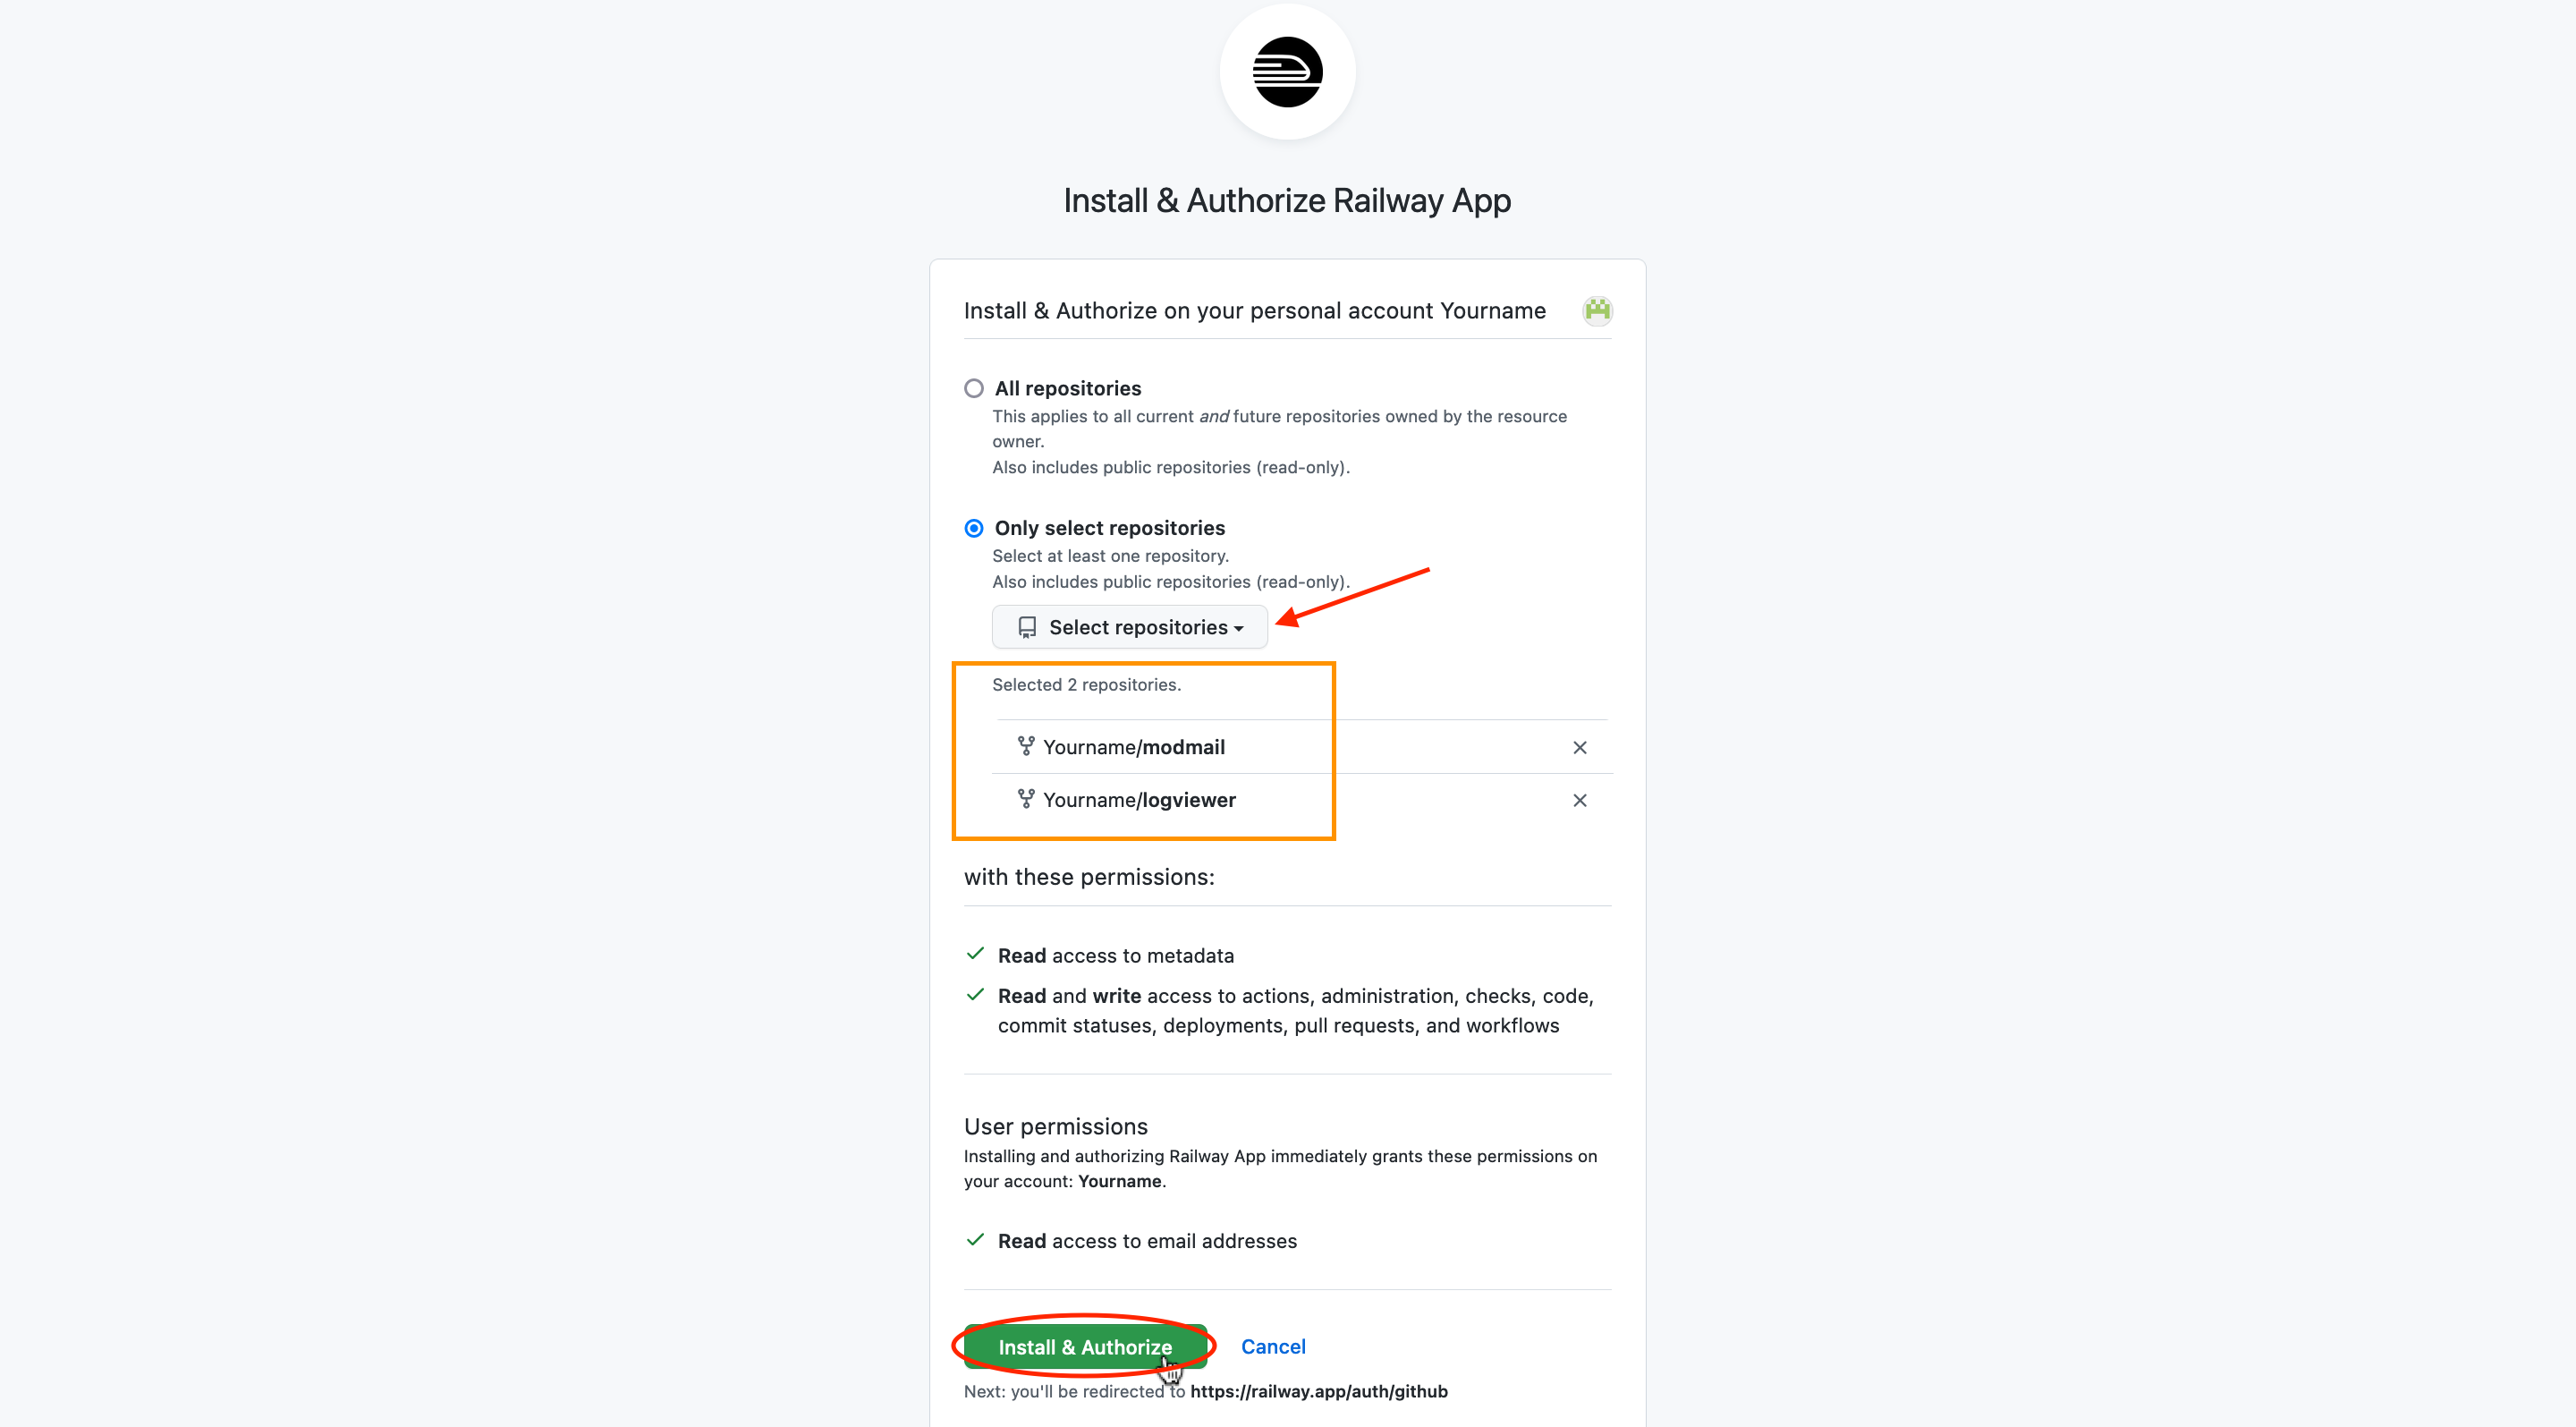 Install & Authorize Railway App
Install & Authorize on your personal account Yourname
All repositories
This applies to all current and future repositories owned by the resource
owner.
Also includes public repositories (read-only).
Only select repositories
Select at least one repository.
Also includes public repositories (read-only).
Select repositories
Selected 2 repositories.
Yourname/modmail
Yourname/logviewer
with these permissions:
Read access to metadata
Read and write access to actions, administration, checks, code,
commit statuses, deployments, pull requests, and workflows
User permissions
Installing and authorizing Railway App immediately grants these permissions on
your account: Yourname.
Read access to email addresses
Install & Authorize Cancel
Next: you'll be redirected to https://railway.app/auth/github